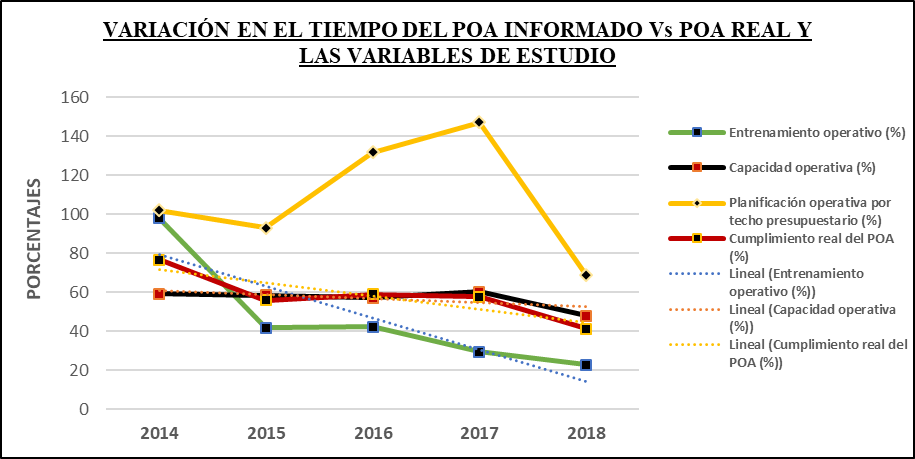 VARIACIÓN EN EL TIEMPO DEL POA INFORMADO Vs POA REAL Y
LAS VARIABLES DE ESTUDIO
PORCENTAJES
160
140
120
100
80
60
40
20
0
2014
2015
2016
2017
2018
Entrenamiento operativo (%)
Capacidad operativa (%)
Planificación operativa por
techo presupuestario (%)
Cumplimiento real del POA
(%)
Lineal (Entrenamiento
operativo (%))
Lineal (Capacidad operativa
(%))
Lineal (Cumplimiento real del
POA (%))